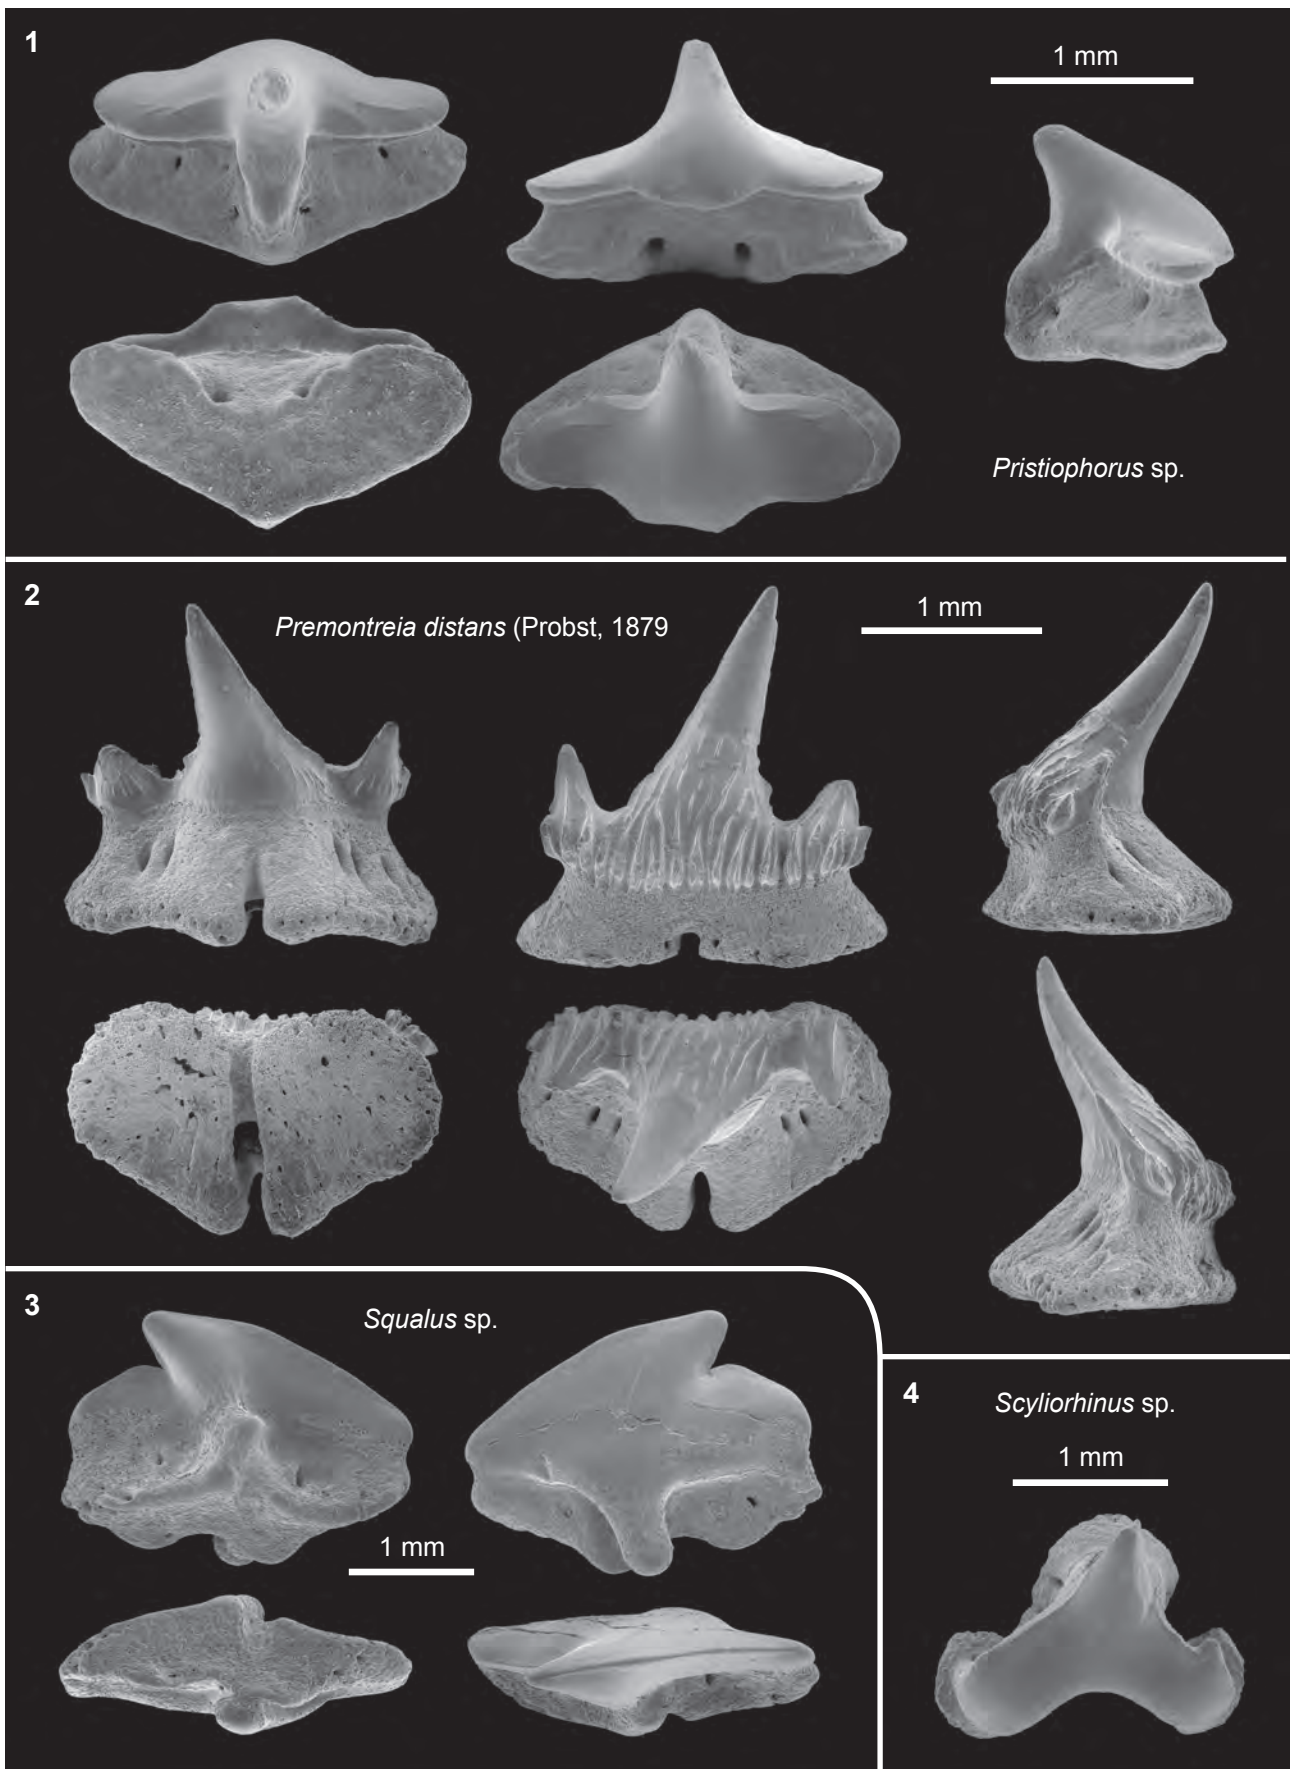 1
1 mm
Pristiophorus sp.
2
Premontreia distans (Probst, 1879
1 mm
3
Squalus sp.
1 mm
4
Scyliorhinus sp.
1 mm